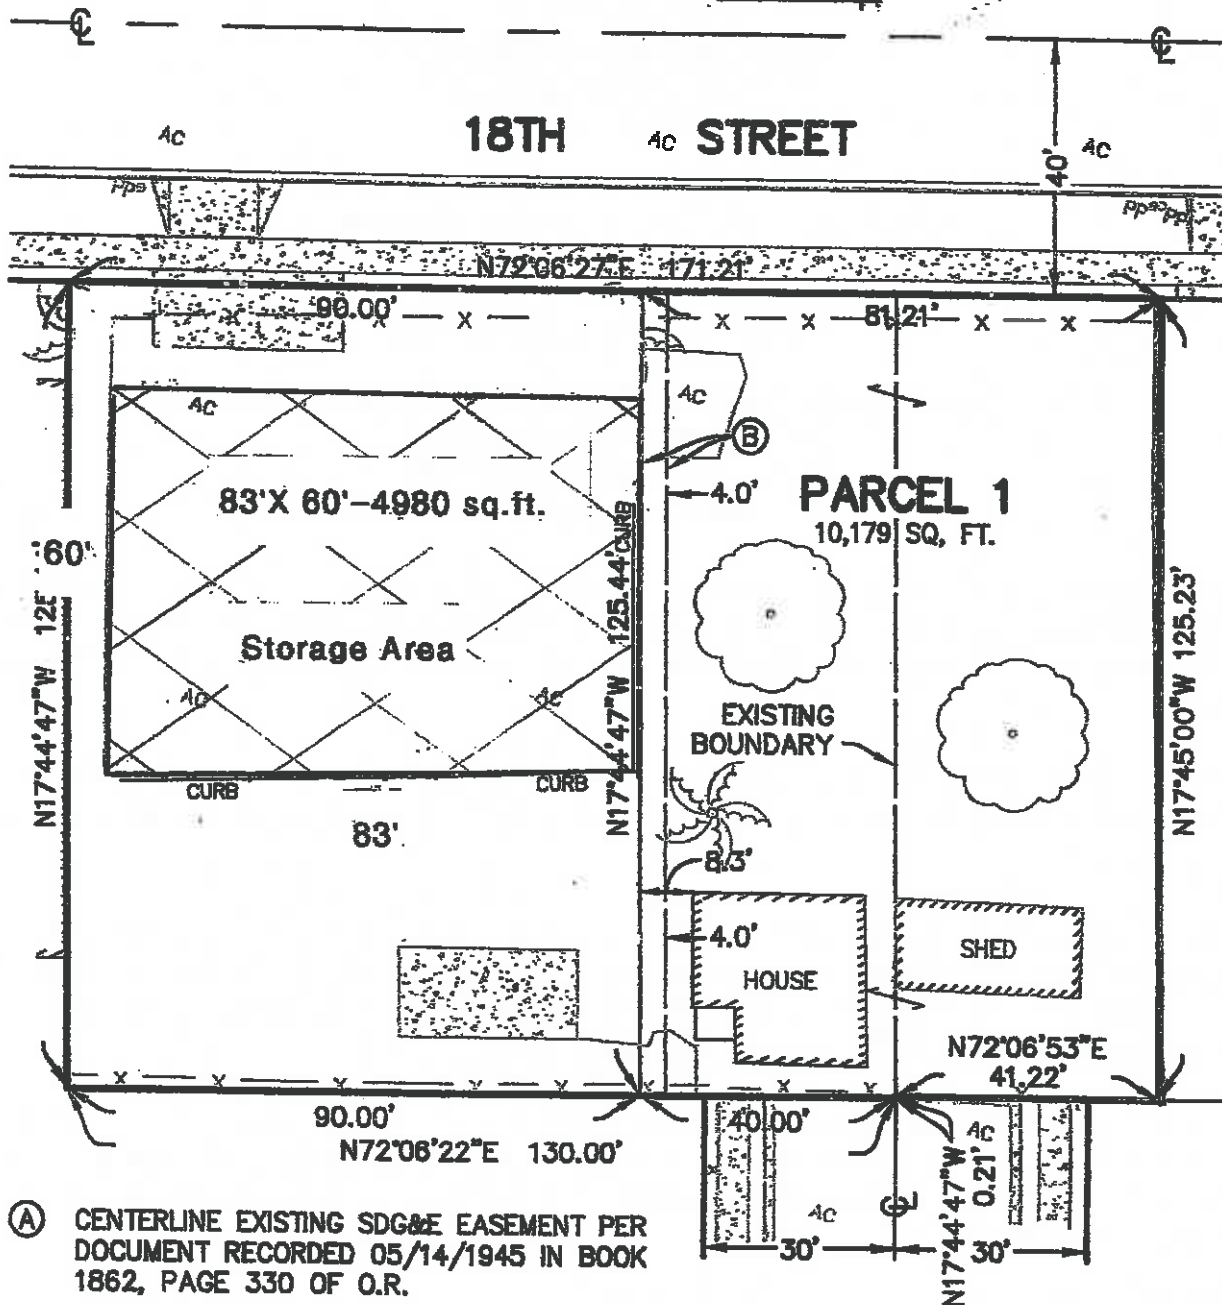 ℄
℄
AC
18TH
AC
STREET
AC
40'
N72°06'27"E 171.21'
90.00'
X
X
X
81.21'
X
X
X
X
AC
AC
B
83'X 60'-4980 sq.ft.
4.0'
PARCEL 1
10,179 SQ, FT.
CURB
60'
N17°44'47"W
N17°44'47"W 125.44'
N17°45'00"W 125.23'
Storage Area
AC
AC
EXISTING
BOUNDARY
CURB
CURB
83'
8.3'
4.0'
HOUSE
SHED
N72°06'53"E
41.22'
X
X
X
X
X
X
X
X
90.00'
40.00'
N72°06'22"E 130.00'
N17°44'47"W
0.21'
AC
AC
℄
30'
30'
A
CENTERLINE EXISTING SDG&E EASEMENT PER
DOCUMENT RECORDED 05/14/1945 IN BOOK
1862, PAGE 330 OF O.R.